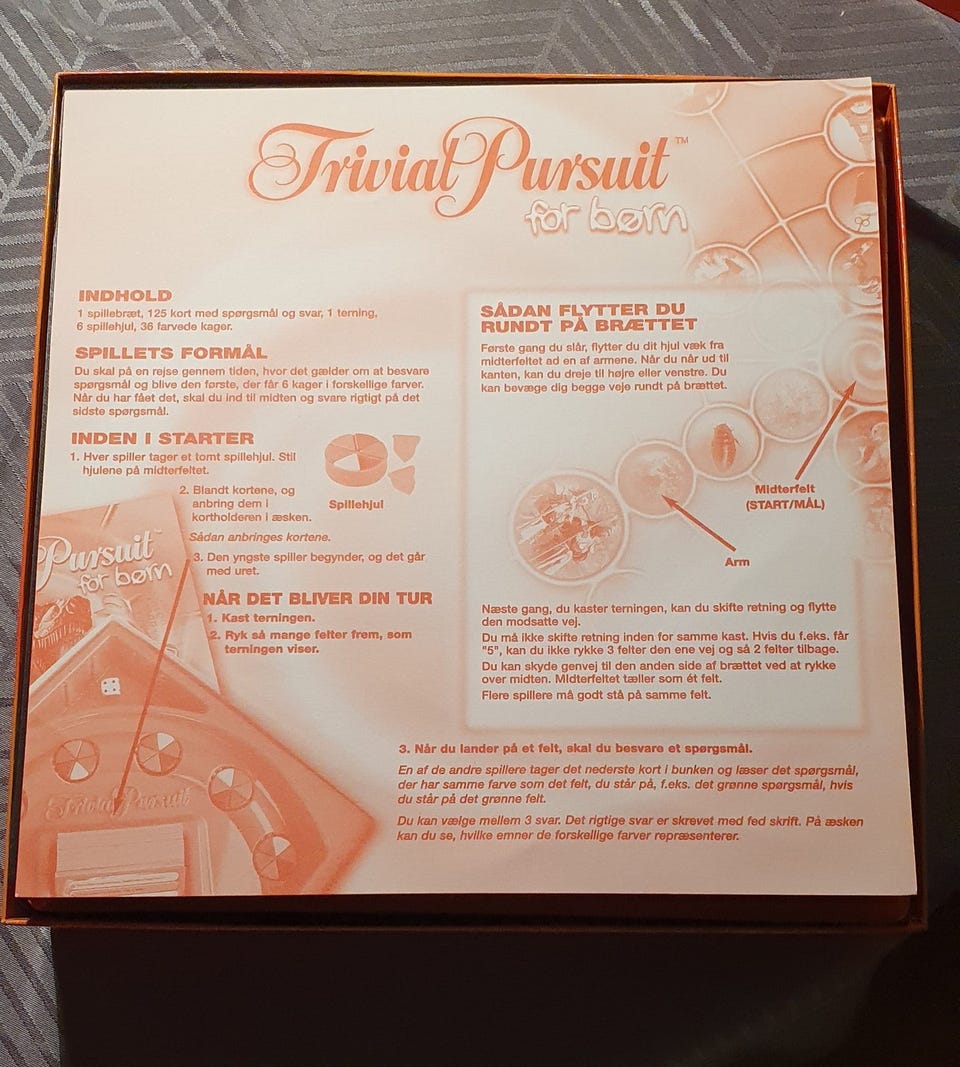 Trivial Pursuit™
for børn
INDHOLD
1 spillebræt, 125 kort med spørgsmål og svar, 1 terning,
6 spillehjul, 36 farvede kager.
SPILLETS FORMÅL
Du skal på en rejse gennem tiden, hvor det gælder om at besvare
spørgsmål og blive den første, der får 6 kager i forskellige farver.
Når du har fået det, skal du ind til midten og svare rigtigt på det
sidste spørgsmål.
INDEN I STARTER
1. Hver spiller tager et tomt spillehjul. Stil
hjulene på midterfeltet.
Spillehjul
2. Blandt kortene, og
anbring dem i
kortholderen i æsken.
Sådan anbringes kortene.
3. Den yngste spiller begynder, og det går
med uret.
Pursuit
for børn
NÅR DET BLIVER DIN TUR
1. Kast terningen.
2. Ryk så mange felter frem, som
terningen viser.
Trivial Pursuit
SÅDAN FLYTTER DU
RUNDT PÅ BRÆTTET
Første gang du slår, flytter du dit hjul væk fra
midterfeltet ad en af armene. Når du når ud til
kanten, kan du dreje til højre eller venstre. Du
kan bevæge dig begge veje rundt på brættet.
Midterfelt
(START/MÅL)
Arm
Næste gang, du kaster terningen, kan du skifte retning og flytte
den modsatte vej.
Du må ikke skifte retning inden for samme kast. Hvis du f.eks. får
"5", kan du ikke rykke 3 felter den ene vej og så 2 felter tilbage.
Du kan skyde genvej til den anden side af brættet ved at rykke
over midten. MIdterfeltet tæller som ét felt.
Flere spillere må godt stå på samme felt.
3. Når du lander på et felt, skal du besvare et spørgsmål.
En af de andre spillere tager det nederste kort i bunken og læser det spørgsmål,
der har samme farve som det felt, du står på, f.eks. det grønne spørgsmål, hvis
du står på det grønne felt.
Du kan vælge mellem 3 svar. Det rigtige svar er skrevet med fed skrift. På æsken
kan du se, hvilke emner de forskellige farver repræsenterer.